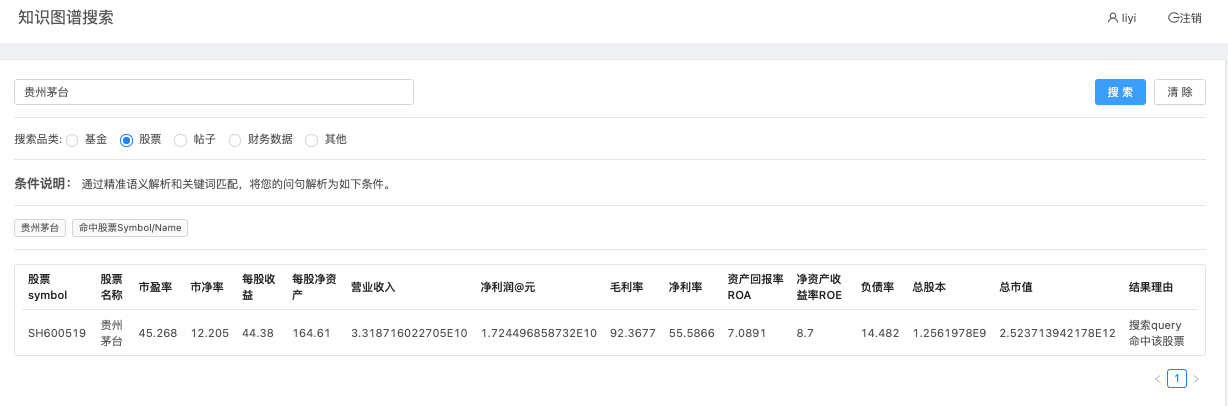 知识图谱搜索
liyi 注销
贵州茅台 搜 索 清 除
搜索品类: 基金 股票 帖子 财务数据 其他
条件说明： 通过精准语义解析和关键词匹配，将您的问句解析为如下条件。
贵州茅台 命中股票Symbol/Name
股票symbol 股票名称 市盈率 市净率 每股收益 每股净资产 营业收入 净利润@元 毛利率 净利率 资产回报率ROA 净资产收益率ROE 负债率 总股本 总市值 结果理由
SH600519 贵州茅台 45.268 12.205 44.38 164.61 3.318716022705E10 1.724496858732E10 92.3677 55.5866 7.0891 8.7 14.482 1.2561978E9 2.523713942178E12 搜索query命中该股票
1